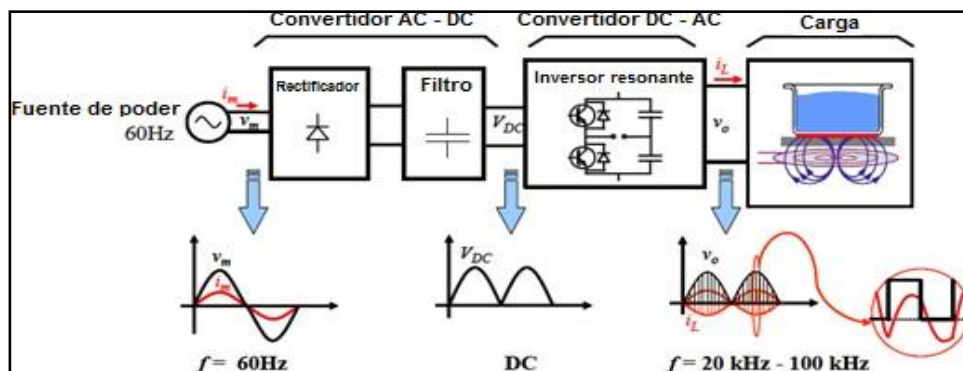 Convertidor AC - DC
Convertidor DC - AC
Carga
Fuente de poder
60Hz
i_m
v_m
Rectificador
Filtro
V_DC
Inversor resonante
i_L
v_o
v_m
i_m
V_DC
v_o
i_L
f = 60Hz
DC
f = 20 kHz - 100 kHz